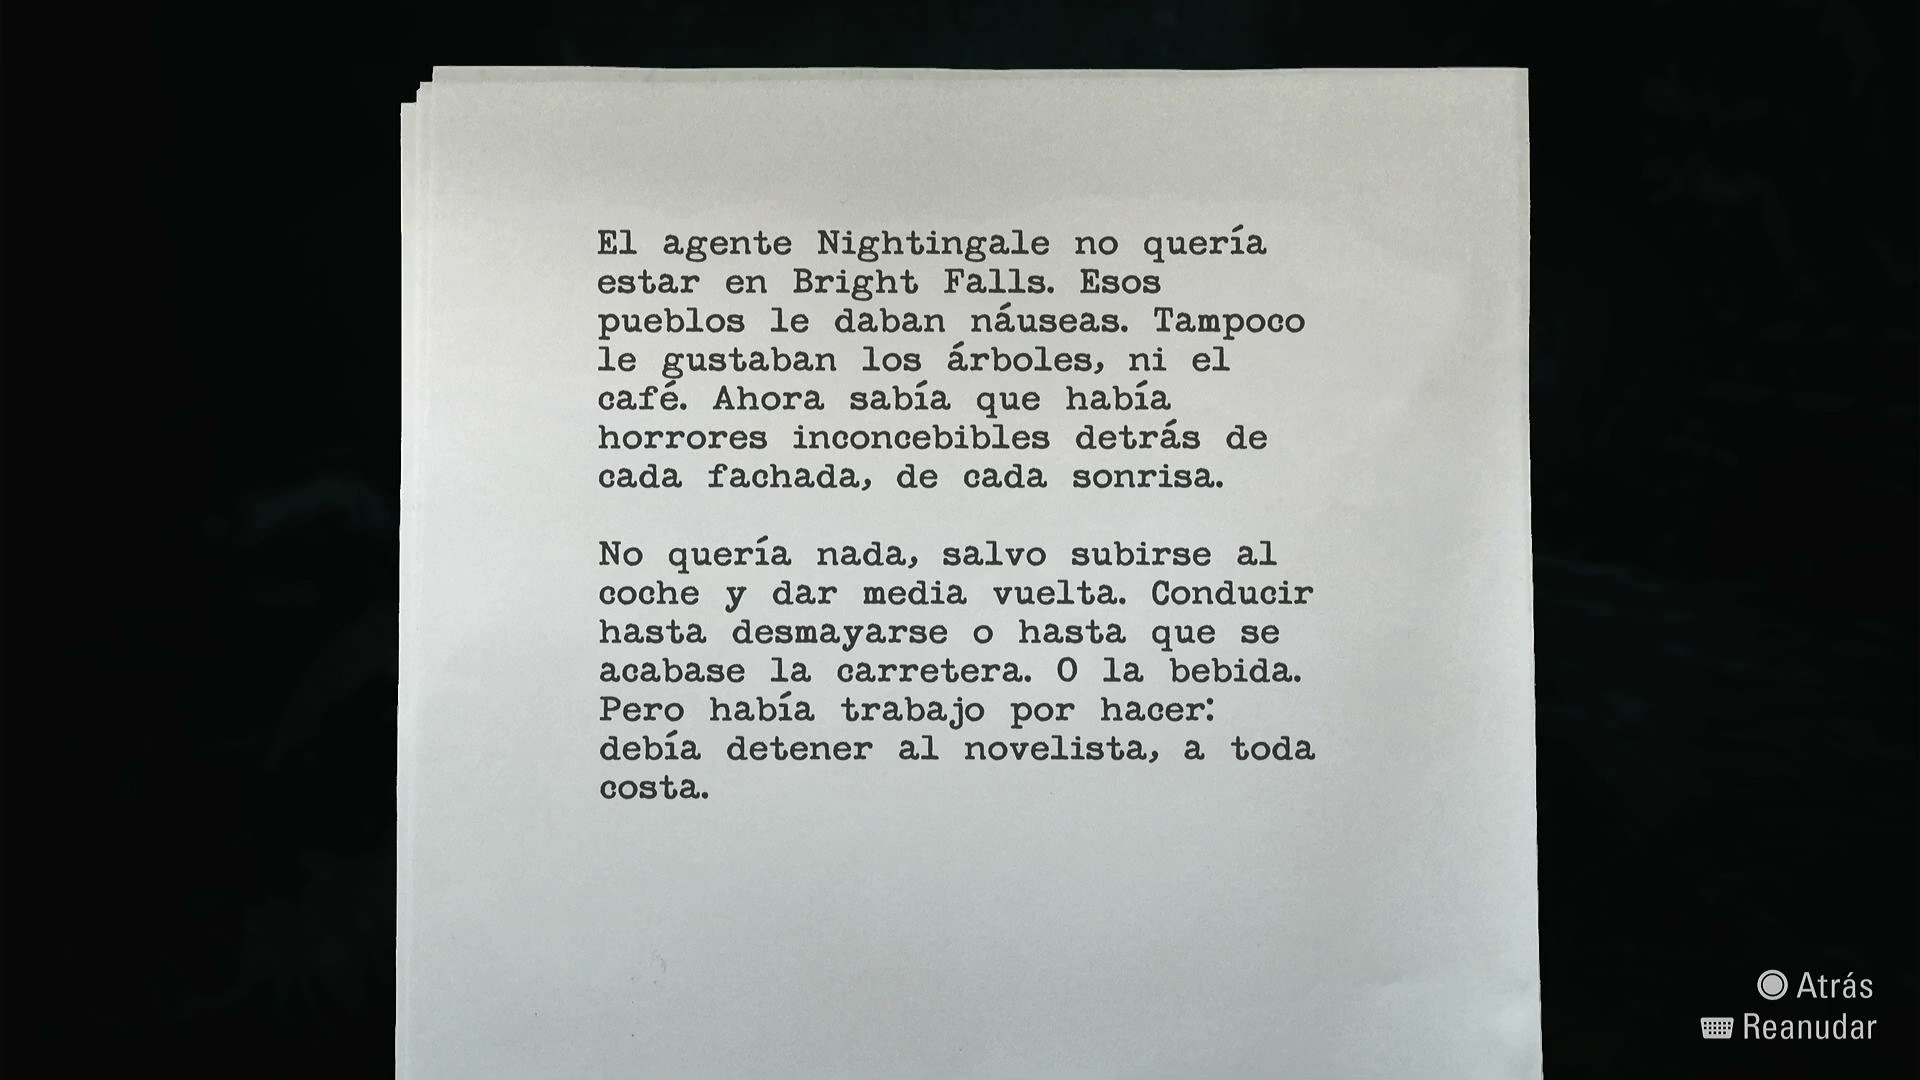 El agente Nightingale no quería
estar en Bright Falls. Esos
pueblos le daban náuseas. Tampoco
le gustaban los árboles, ni el
café. Ahora sabía que había
horrores inconcebibles detrás de
cada fachada, de cada sonrisa.
No quería nada, salvo subirse al
coche y dar media vuelta. Conducir
hasta desmayarse o hasta que se
acabase la carretera. O la bebida.
Pero había trabajo por hacer:
debía detener al novelista, a toda
costa.
Atrás
Reanudar